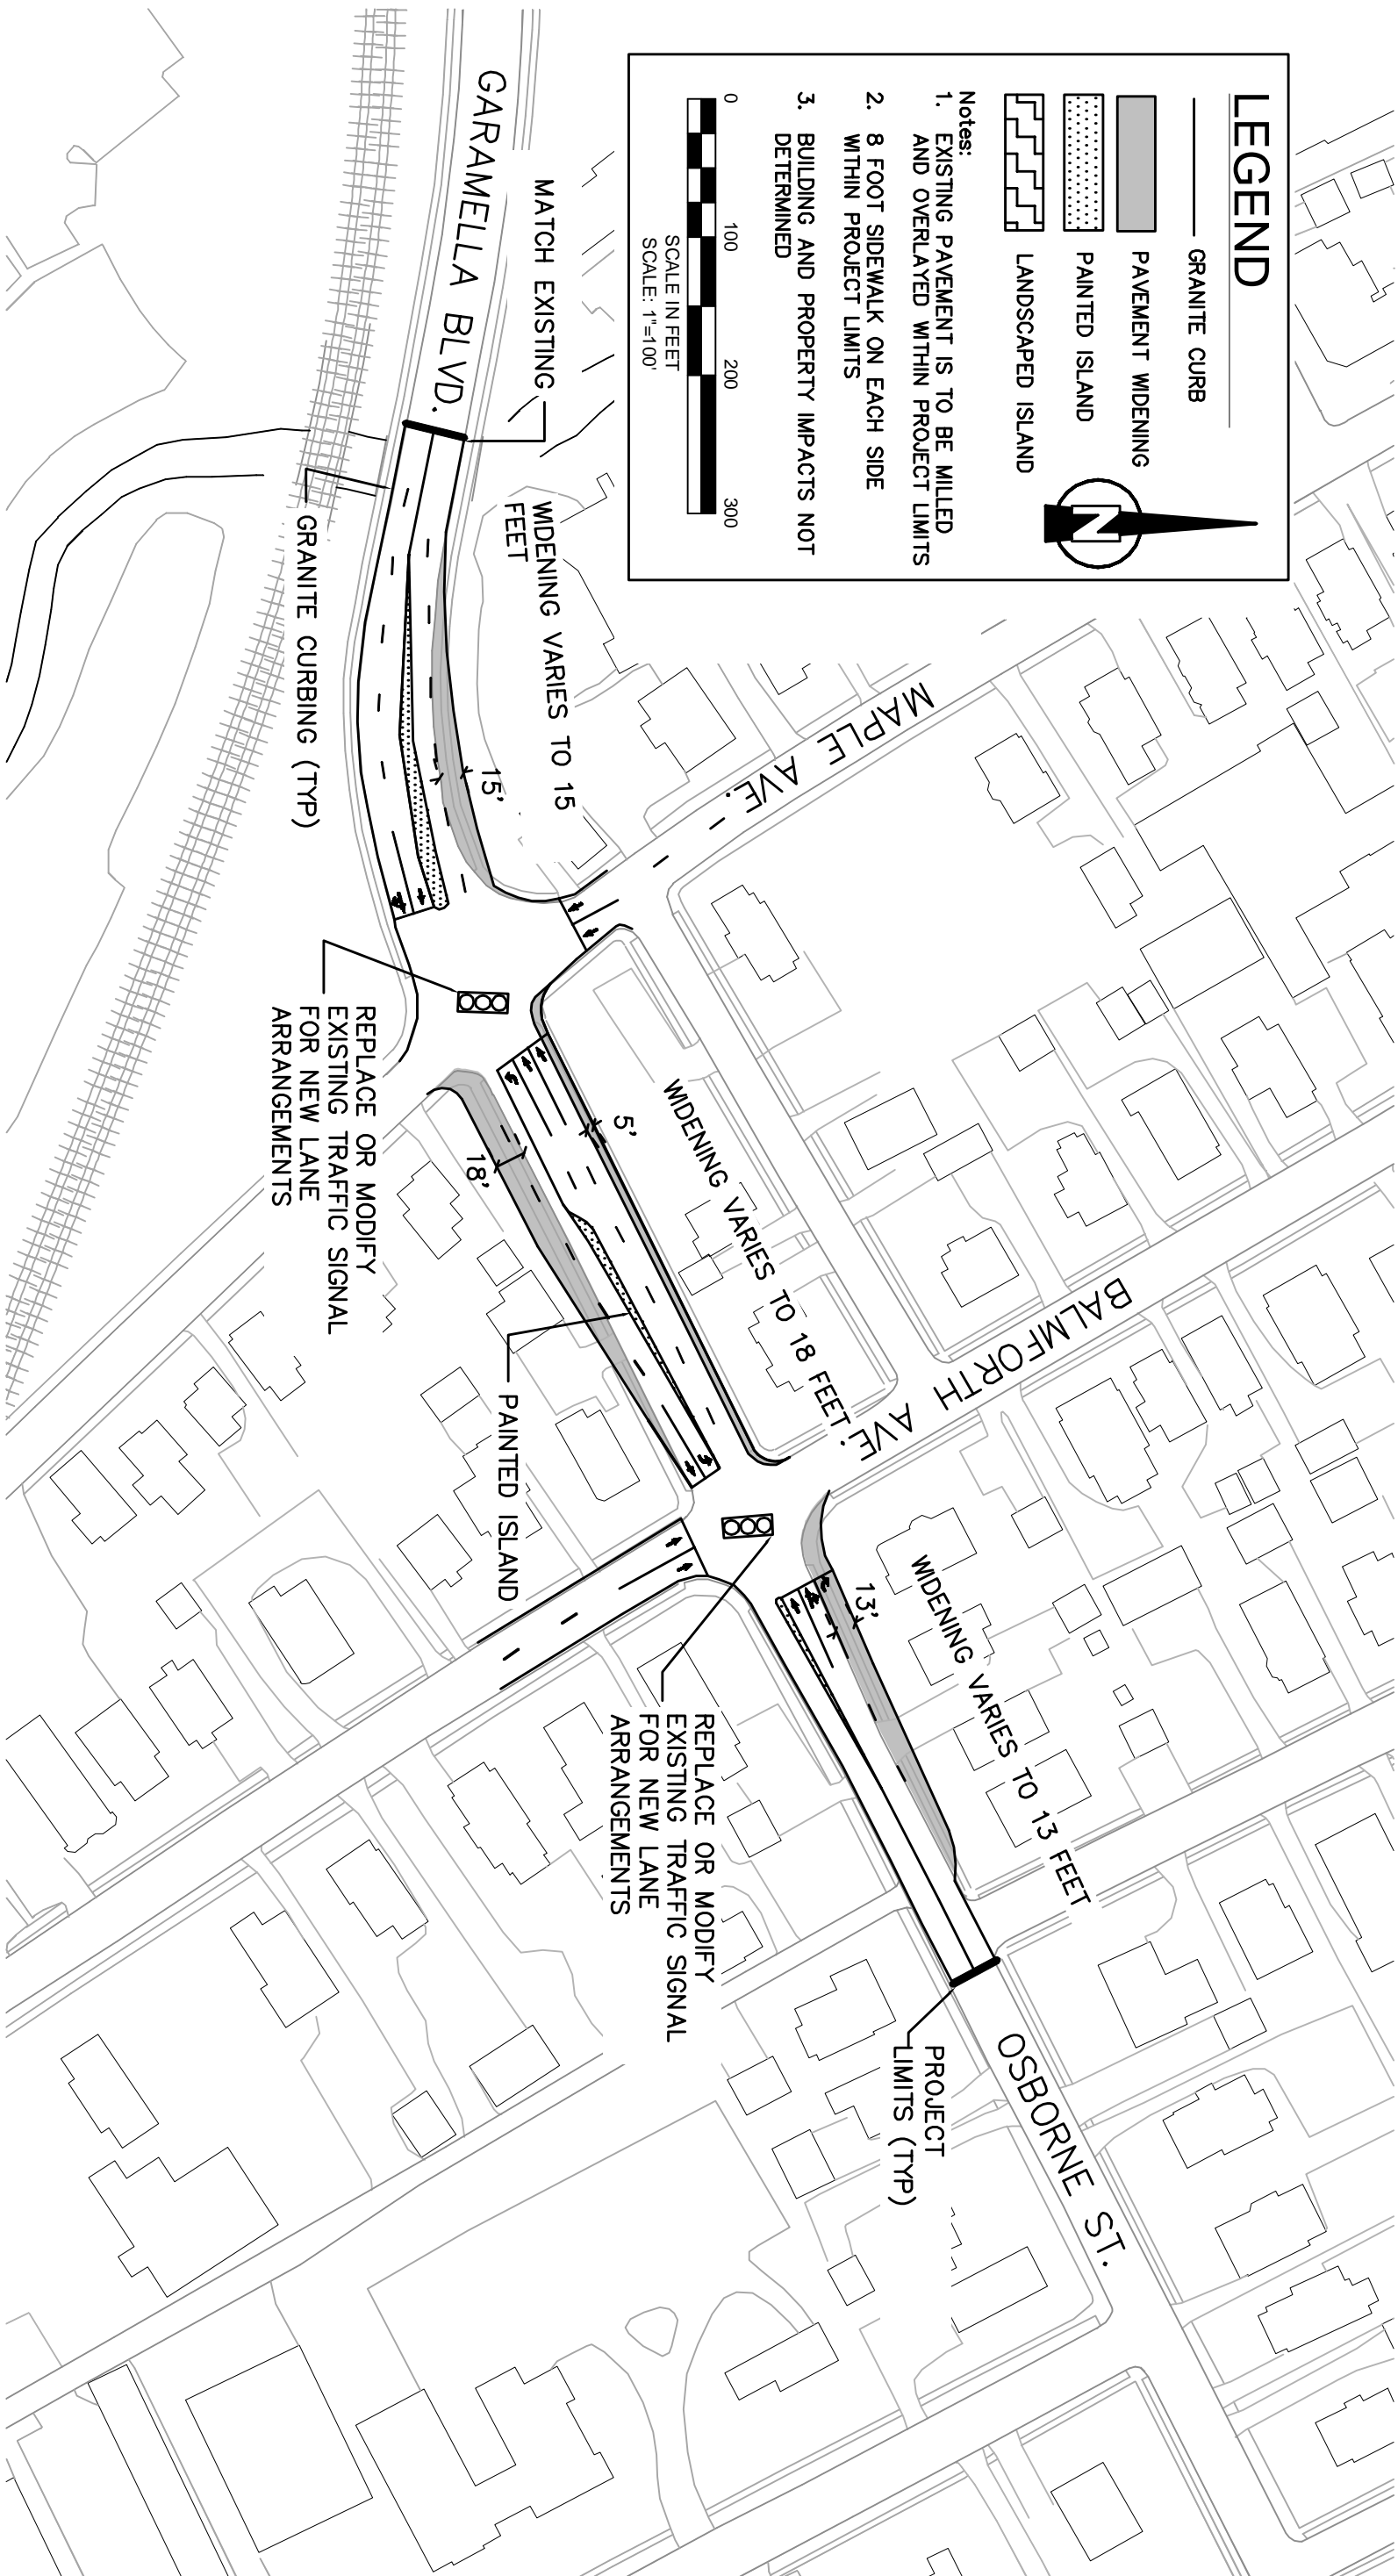 LEGEND
GRANITE CURB
PAVEMENT WIDENING
PAINTED ISLAND
LANDSCAPED ISLAND
N
Notes:
1. EXISTING PAVEMENT IS TO BE MILLED
AND OVERLAYED WITHIN PROJECT LIMITS
2. 8 FOOT SIDEWALK ON EACH SIDE
WITHIN PROJECT LIMITS
3. BUILDING AND PROPERTY IMPACTS NOT
DETERMINED
0 100 200 300
SCALE IN FEET
SCALE: 1"=100'
GARAMELLA BLVD.
MATCH EXISTING
WIDENING VARIES TO 15
FEET
15'
GRANITE CURBING (TYP)
MAPLE AVE.
REPLACE OR MODIFY
EXISTING TRAFFIC SIGNAL
FOR NEW LANE
ARRANGEMENTS
5'
18'
WIDENING VARIES TO 18 FEET
PAINTED ISLAND
BALMFORTH AVE.
13'
WIDENING VARIES TO 13 FEET
REPLACE OR MODIFY
EXISTING TRAFFIC SIGNAL
FOR NEW LANE
ARRANGEMENTS
PROJECT
LIMITS (TYP)
OSBORNE ST.